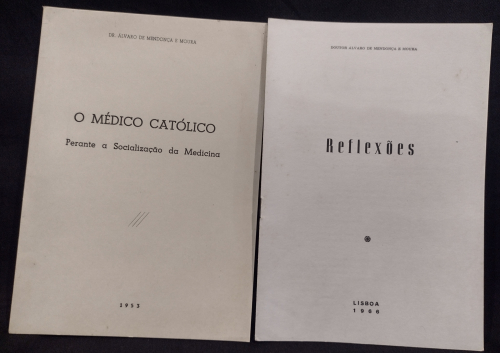 DR. ÁLVARO DE MENDONÇA E MOURA
O MÉDICO CATÓLICO
Perante a Socialização da Medicina
1953
DOUTOR ALVARO DE MENDONÇA E MOURA
Reflexões
LISBOA
1966